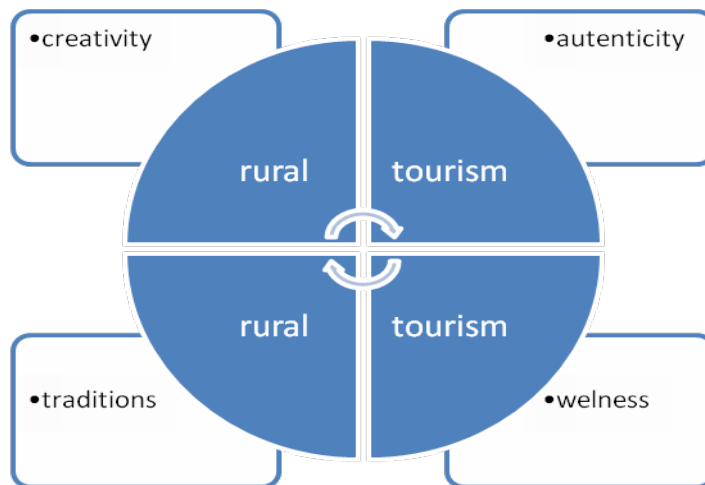 •creativity
•autenticity
rural
tourism
rural
tourism
•traditions
•welness